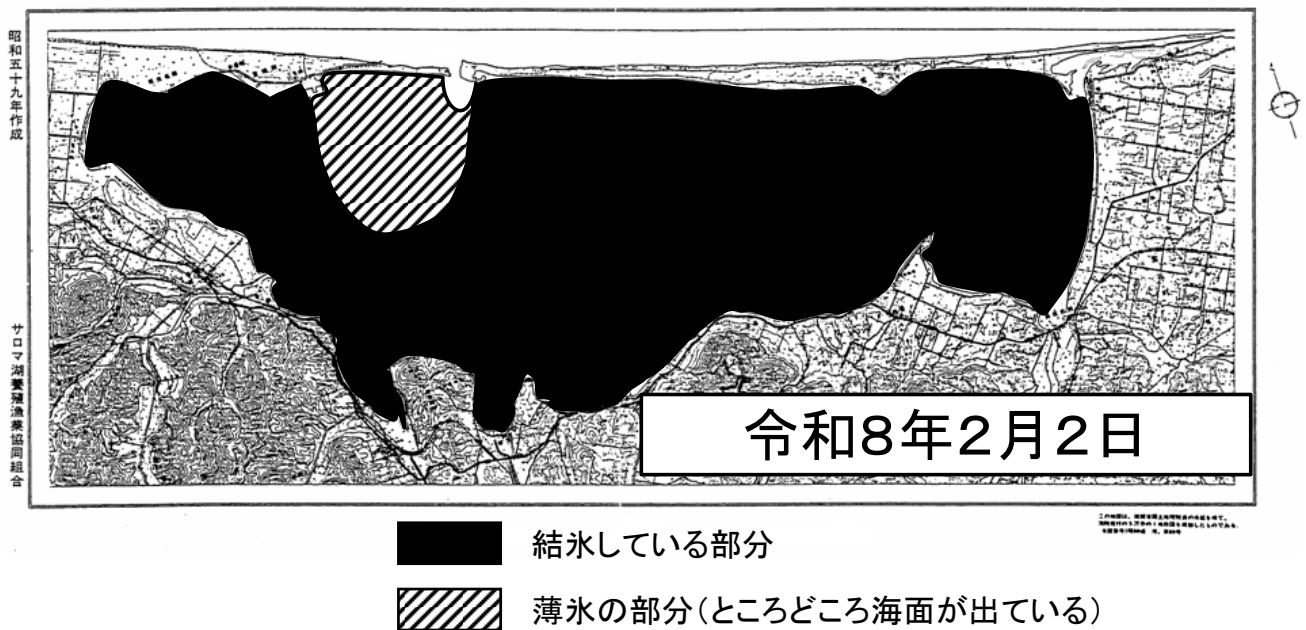 昭和五十九年作成
サロマ湖養殖漁業協同組合
令和8年2月2日
結氷している部分
薄氷の部分(ところどころ海面が出ている)